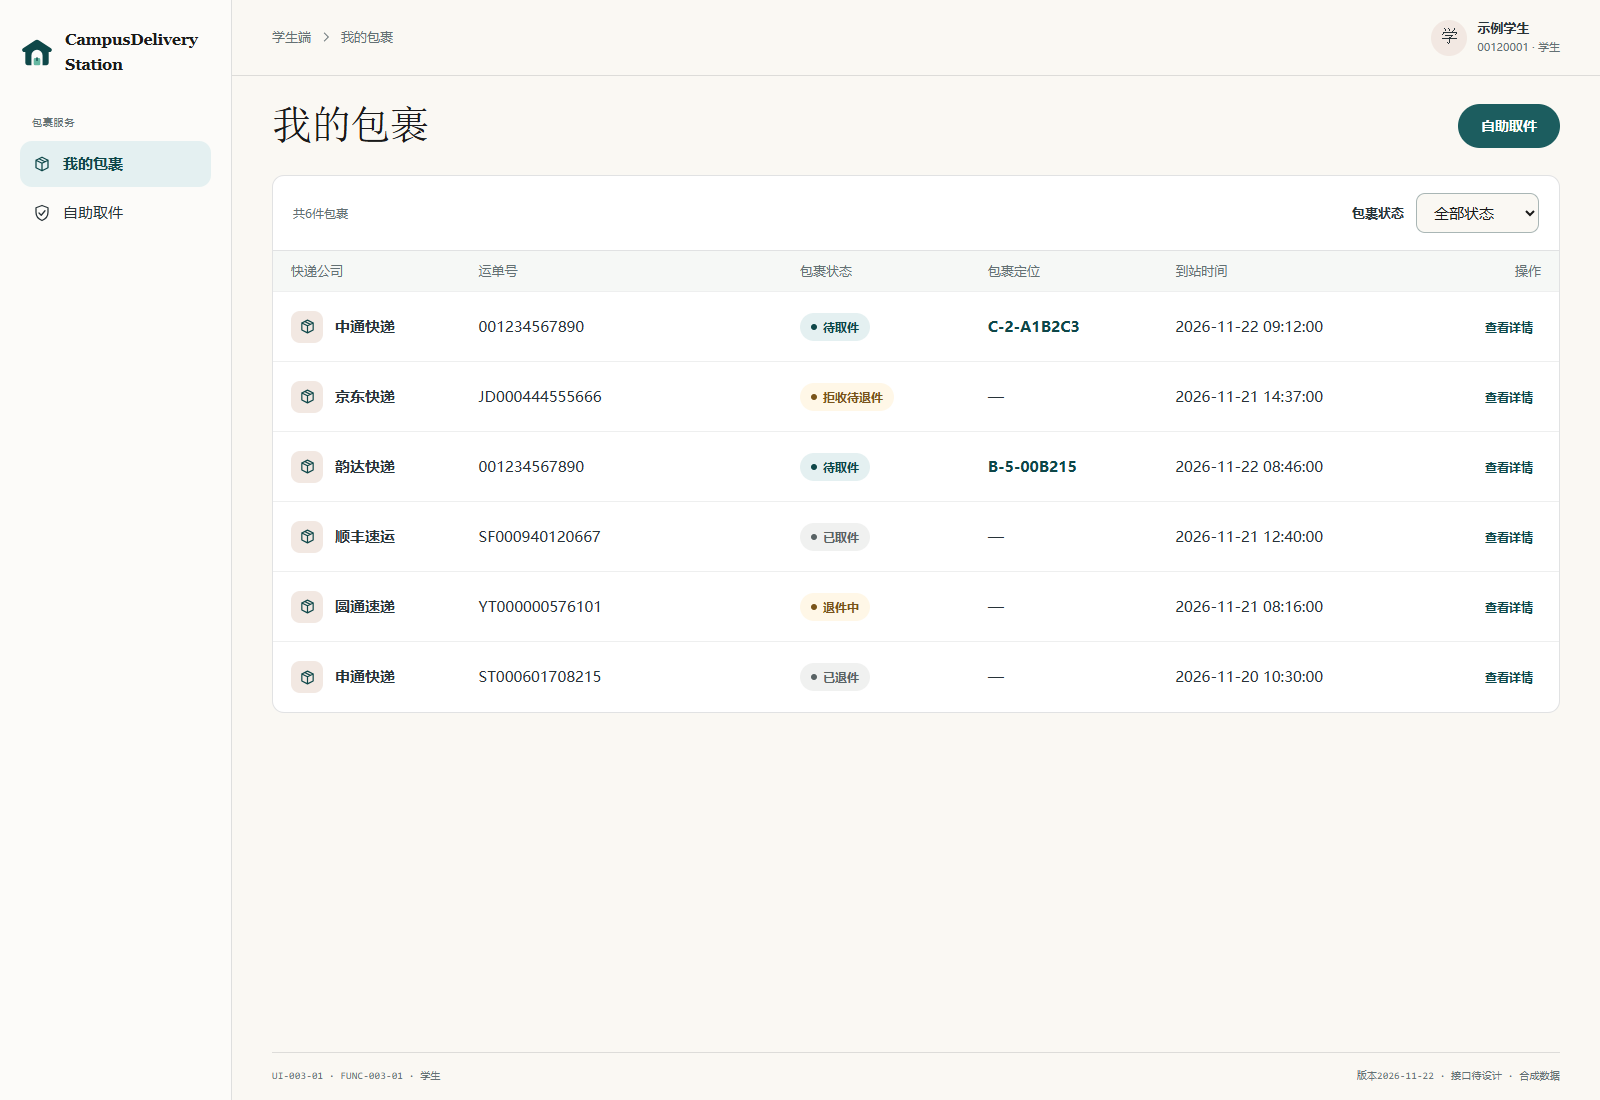 CampusDelivery
Station
包裹服务
我的包裹
自助取件
学生端 > 我的包裹
学
示例学生
00120001 · 学生
我的包裹
自助取件
共6件包裹
包裹状态 全部状态
快递公司 运单号 包裹状态 包裹定位 到站时间 操作
中通快递 001234567890 待取件 C-2-A1B2C3 2026-11-22 09:12:00 查看详情
京东快递 JD000444555666 拒收待退件 — 2026-11-21 14:37:00 查看详情
韵达快递 001234567890 待取件 B-5-00B215 2026-11-22 08:46:00 查看详情
顺丰速运 SF000940120667 已取件 — 2026-11-21 12:40:00 查看详情
圆通速递 YT000000576101 退件中 — 2026-11-21 08:16:00 查看详情
申通快递 ST000601708215 已退件 — 2026-11-20 10:30:00 查看详情
UI-003-01 · FUNC-003-01 · 学生
版本2026-11-22 · 接口待设计 · 合成数据